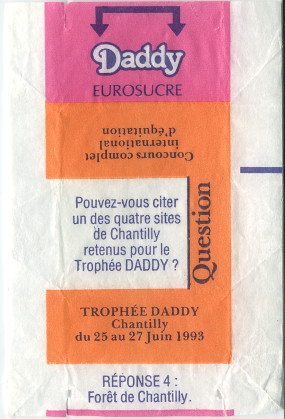 Daddy
EUROSUCRE
Concours complet
international
d'équitation
Pouvez-vous citer
un des quatre sites
de Chantilly
retenus pour le
Trophée DADDY ?
Question
TROPHÉE DADDY
Chantilly
du 25 au 27 Juin 1993
RÉPONSE 4 :
Forêt de Chantilly.